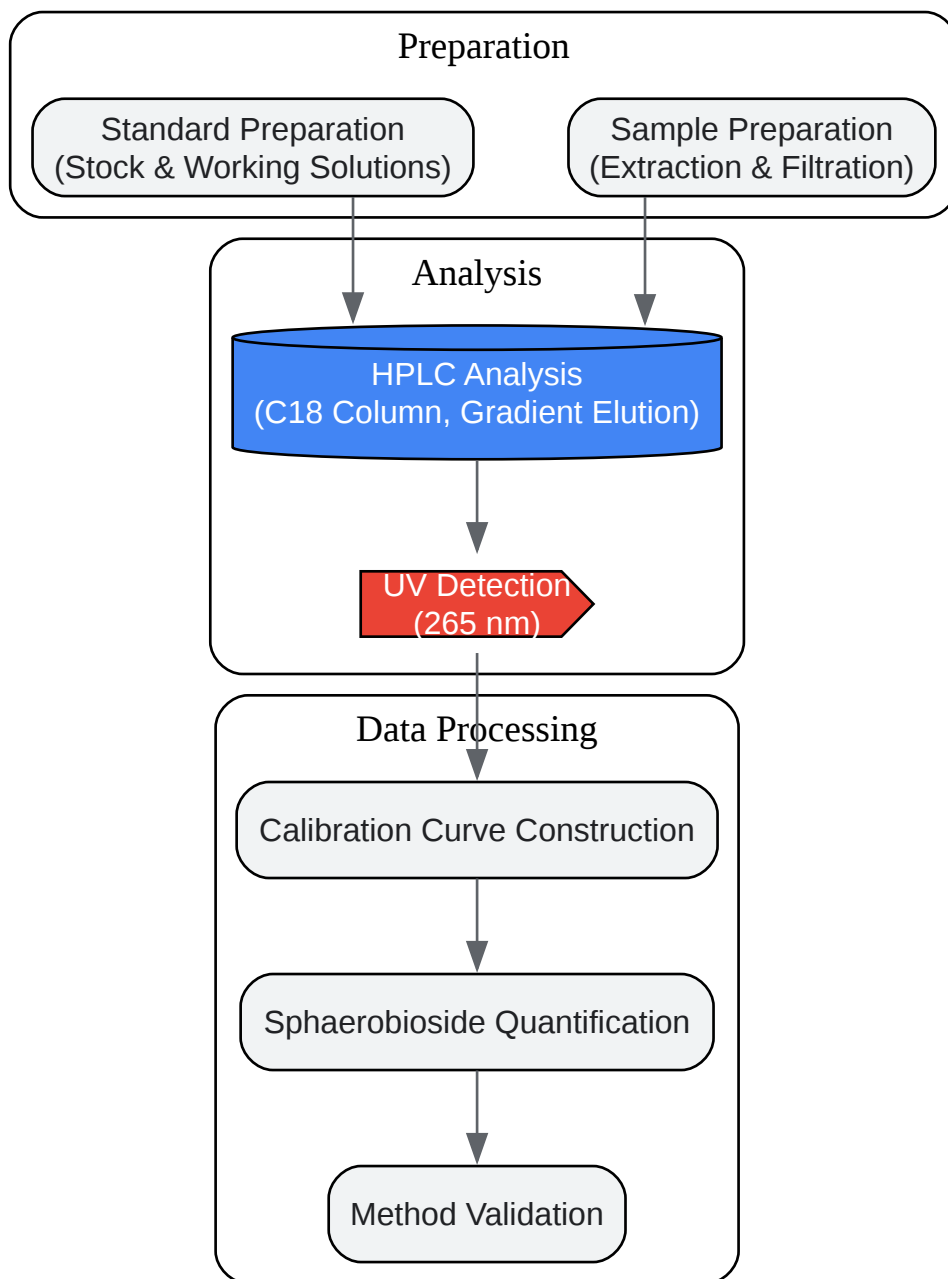 Preparation
Standard Preparation
(Stock & Working Solutions)
Sample Preparation
(Extraction & Filtration)
Analysis
HPLC Analysis
(C18 Column, Gradient Elution)
UV Detection
(265 nm)
Data Processing
Calibration Curve Construction
Sphaerobioside Quantification
Method Validation